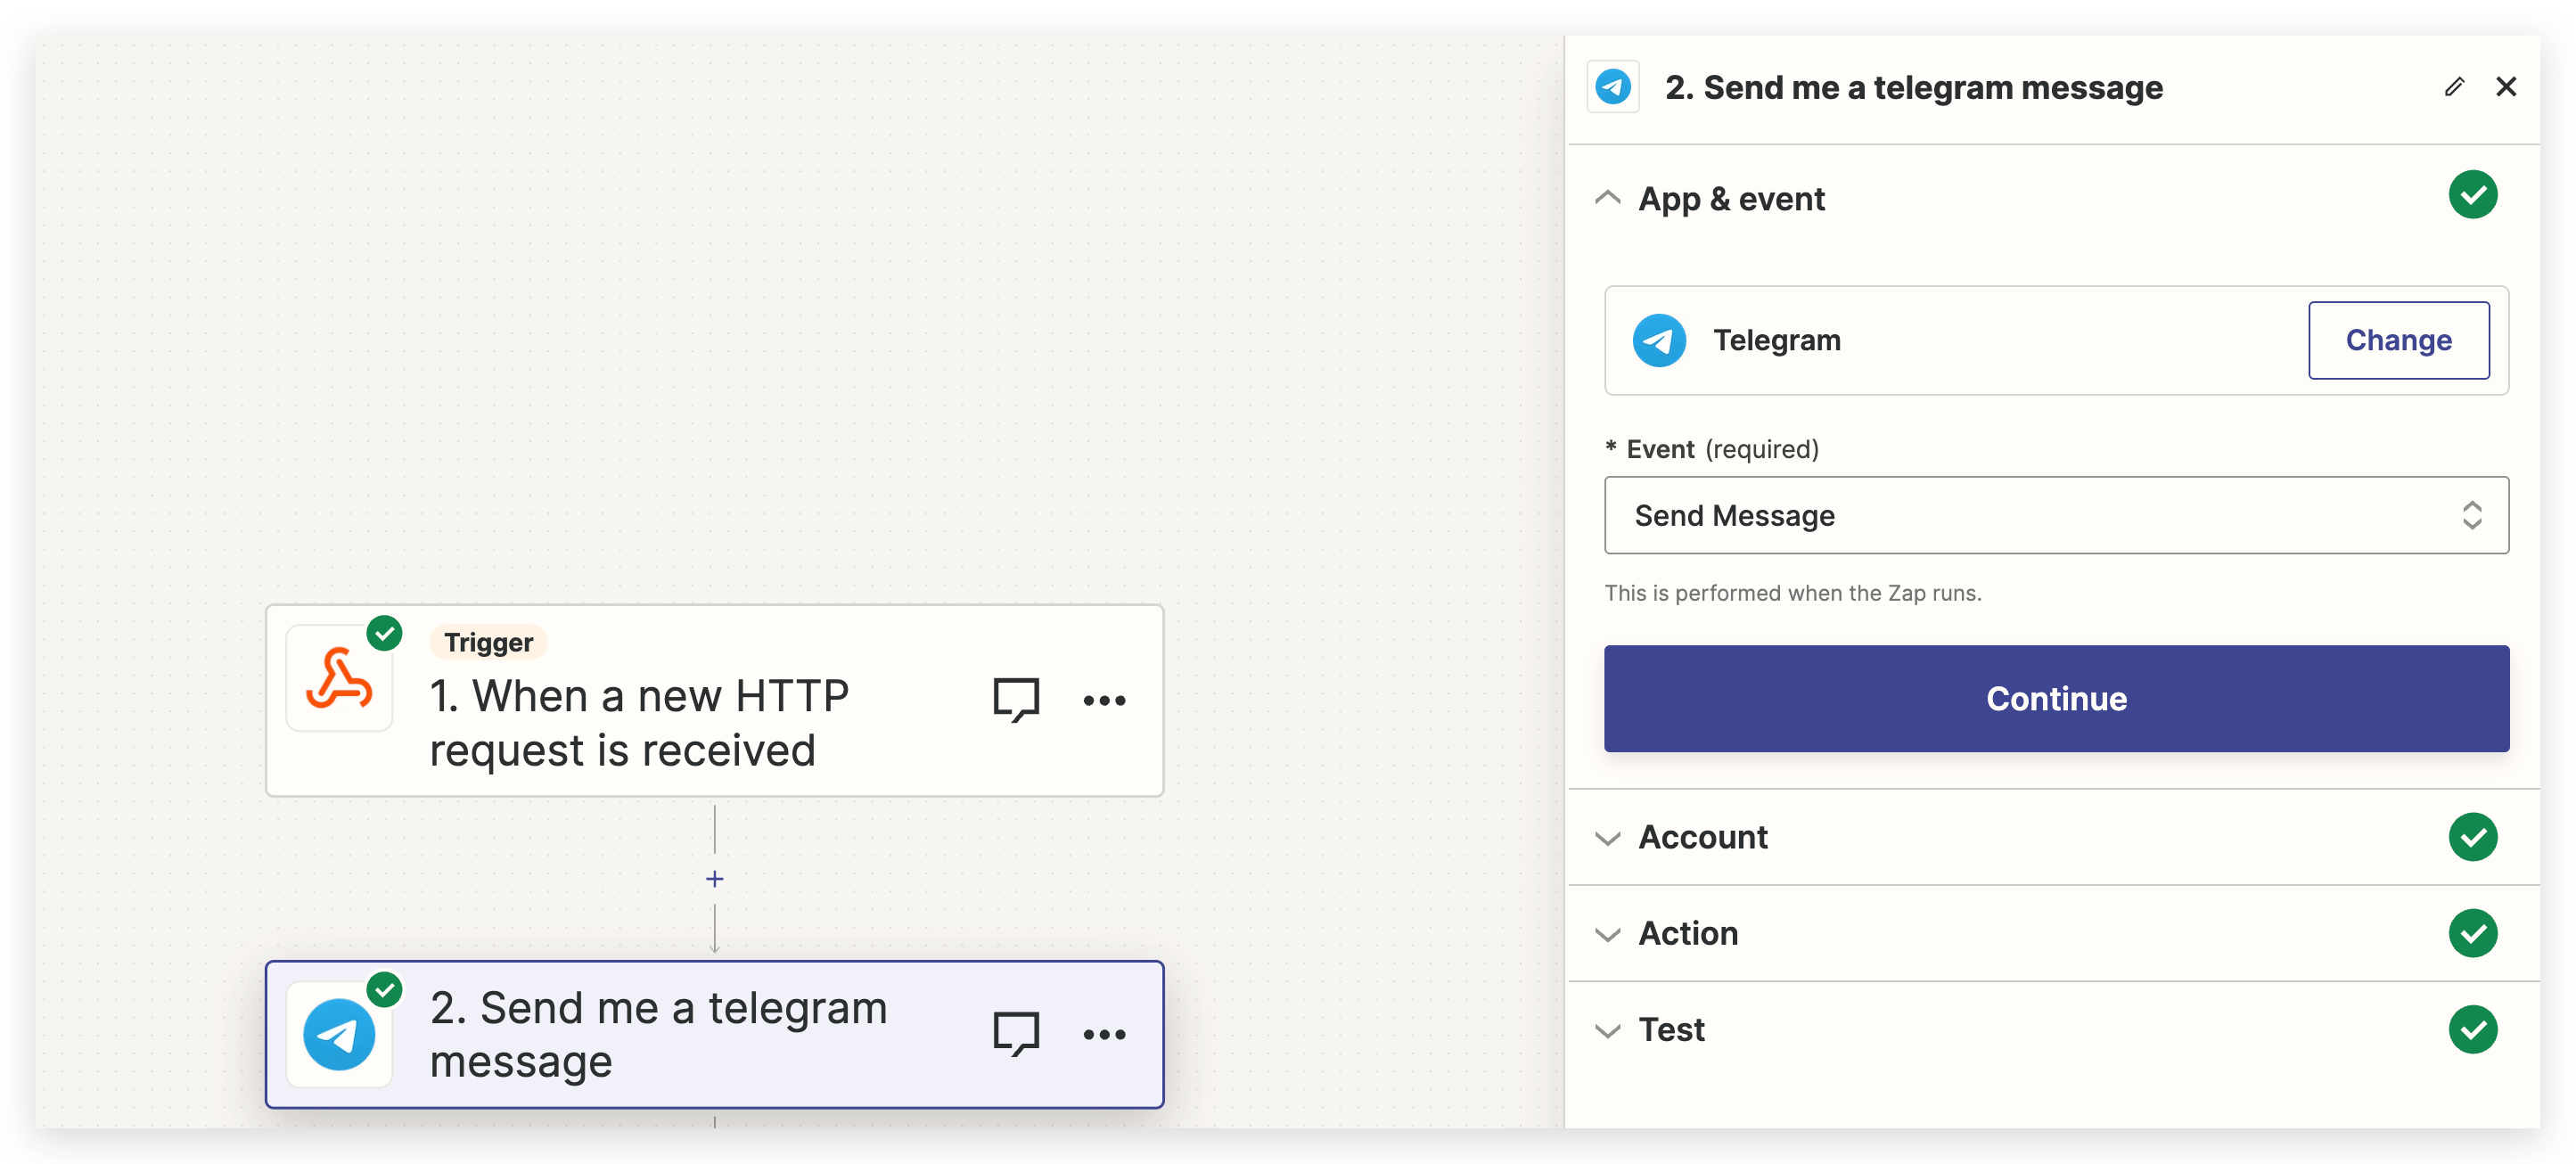 Trigger
1. When a new HTTP
request is received
2. Send me a telegram
message
2. Send me a telegram message
App & event
Telegram
Change
* Event (required)
Send Message
This is performed when the Zap runs.
Continue
Account
Action
Test